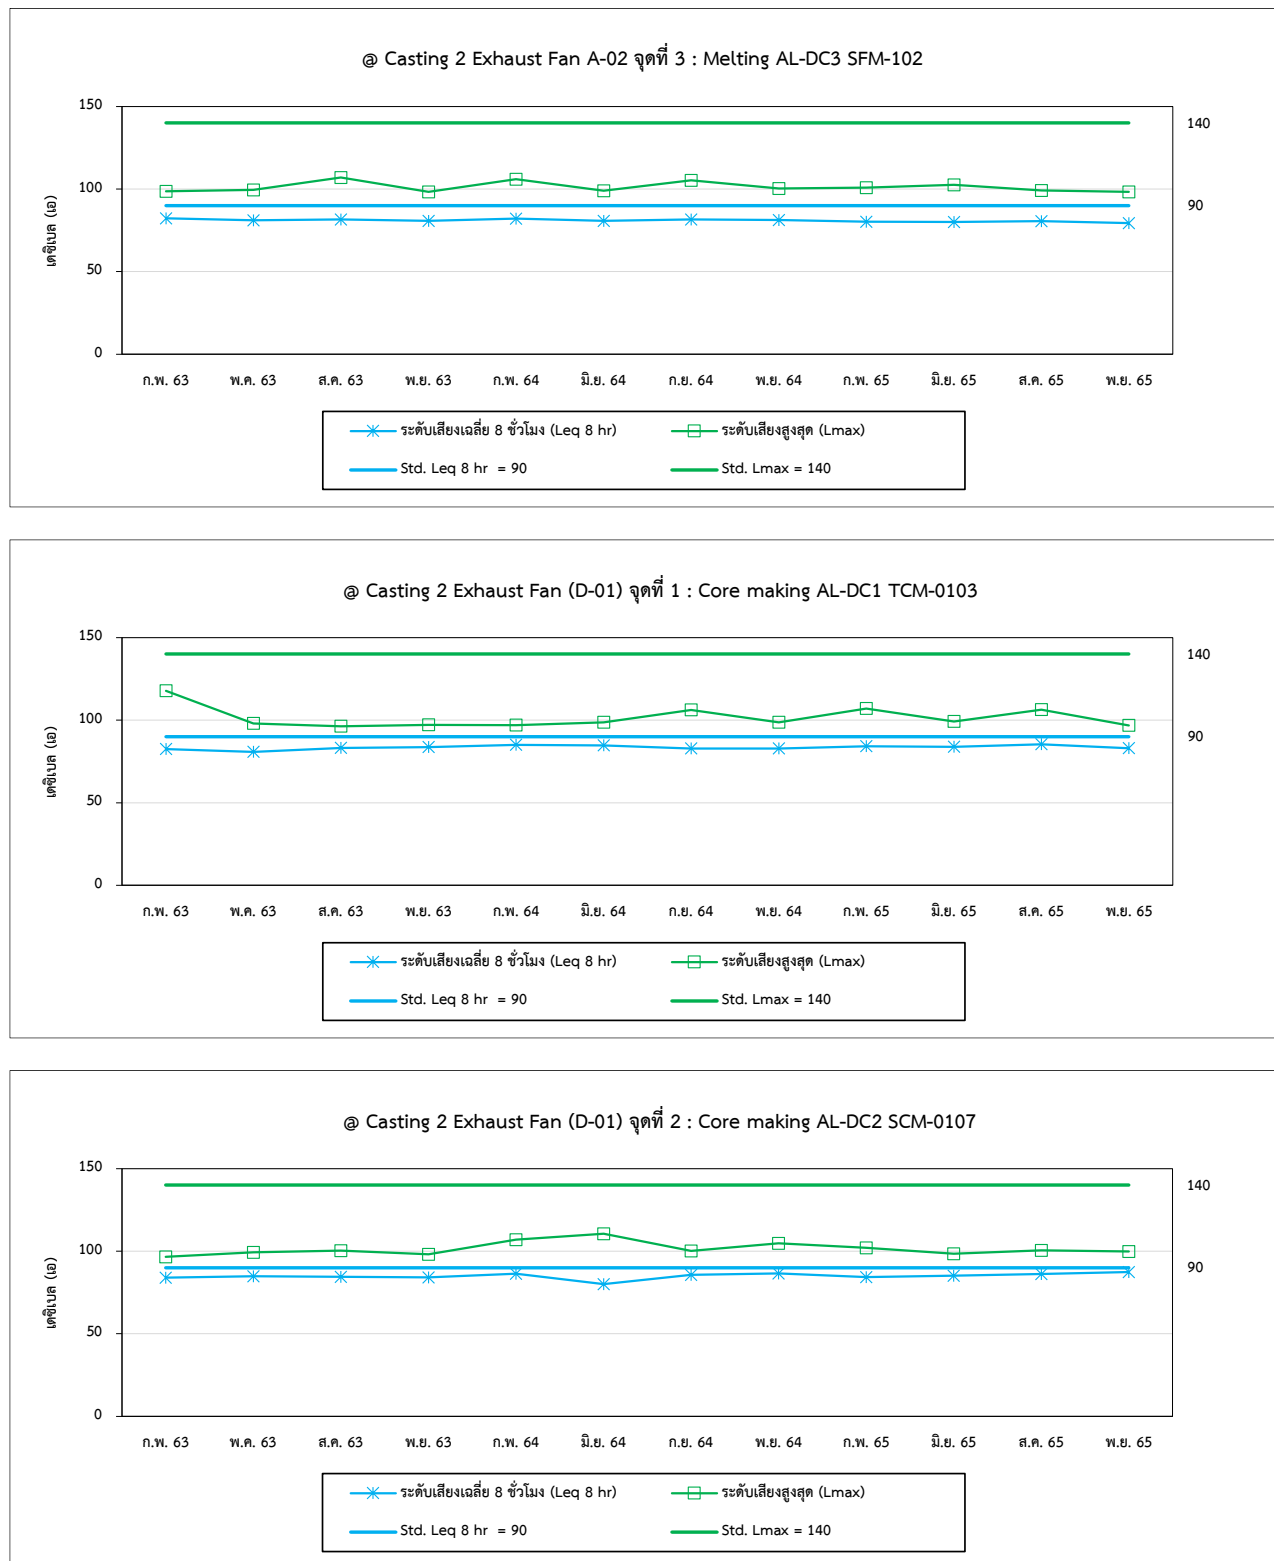 @ Casting 2 Exhaust Fan A-02 จุดที่ 3 : Melting AL-DC3 SFM-102
150
140
100
90
เดซิเบล (เอ)
50
0
ก.พ. 63 พ.ค. 63 ส.ค. 63 พ.ย. 63 ก.พ. 64 มิ.ย. 64 ก.ย. 64 พ.ย. 64 ก.พ. 65 มิ.ย. 65 ส.ค. 65 พ.ย. 65
ระดับเสียงเฉลี่ย 8 ชั่วโมง (Leq 8 hr) ระดับเสียงสูงสุด (Lmax)
Std. Leq 8 hr = 90 Std. Lmax = 140
@ Casting 2 Exhaust Fan (D-01) จุดที่ 1 : Core making AL-DC1 TCM-0103
150
140
100
90
เดซิเบล (เอ)
50
0
ก.พ. 63 พ.ค. 63 ส.ค. 63 พ.ย. 63 ก.พ. 64 มิ.ย. 64 ก.ย. 64 พ.ย. 64 ก.พ. 65 มิ.ย. 65 ส.ค. 65 พ.ย. 65
ระดับเสียงเฉลี่ย 8 ชั่วโมง (Leq 8 hr) ระดับเสียงสูงสุด (Lmax)
Std. Leq 8 hr = 90 Std. Lmax = 140
@ Casting 2 Exhaust Fan (D-01) จุดที่ 2 : Core making AL-DC2 SCM-0107
150
140
100
90
เดซิเบล (เอ)
50
0
ก.พ. 63 พ.ค. 63 ส.ค. 63 พ.ย. 63 ก.พ. 64 มิ.ย. 64 ก.ย. 64 พ.ย. 64 ก.พ. 65 มิ.ย. 65 ส.ค. 65 พ.ย. 65
ระดับเสียงเฉลี่ย 8 ชั่วโมง (Leq 8 hr) ระดับเสียงสูงสุด (Lmax)
Std. Leq 8 hr = 90 Std. Lmax = 140